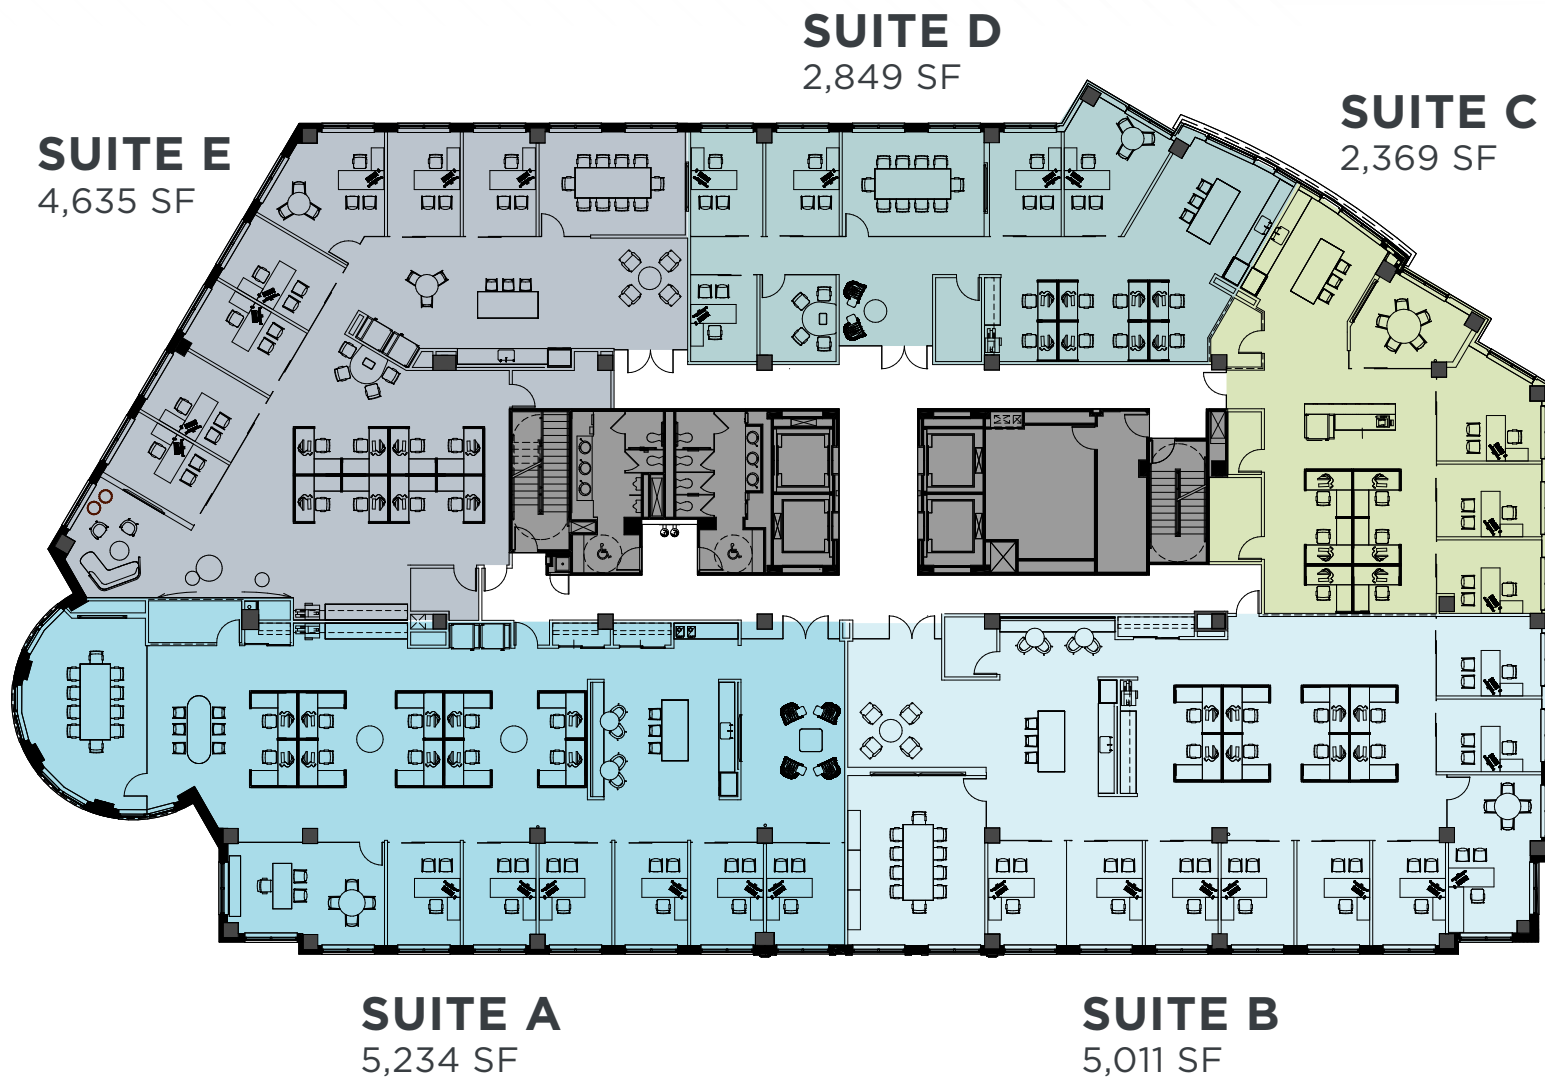 SUITE D
2,849 SF
SUITE C
2,369 SF
SUITE E
4,635 SF
SUITE A
5,234 SF
SUITE B
5,011 SF